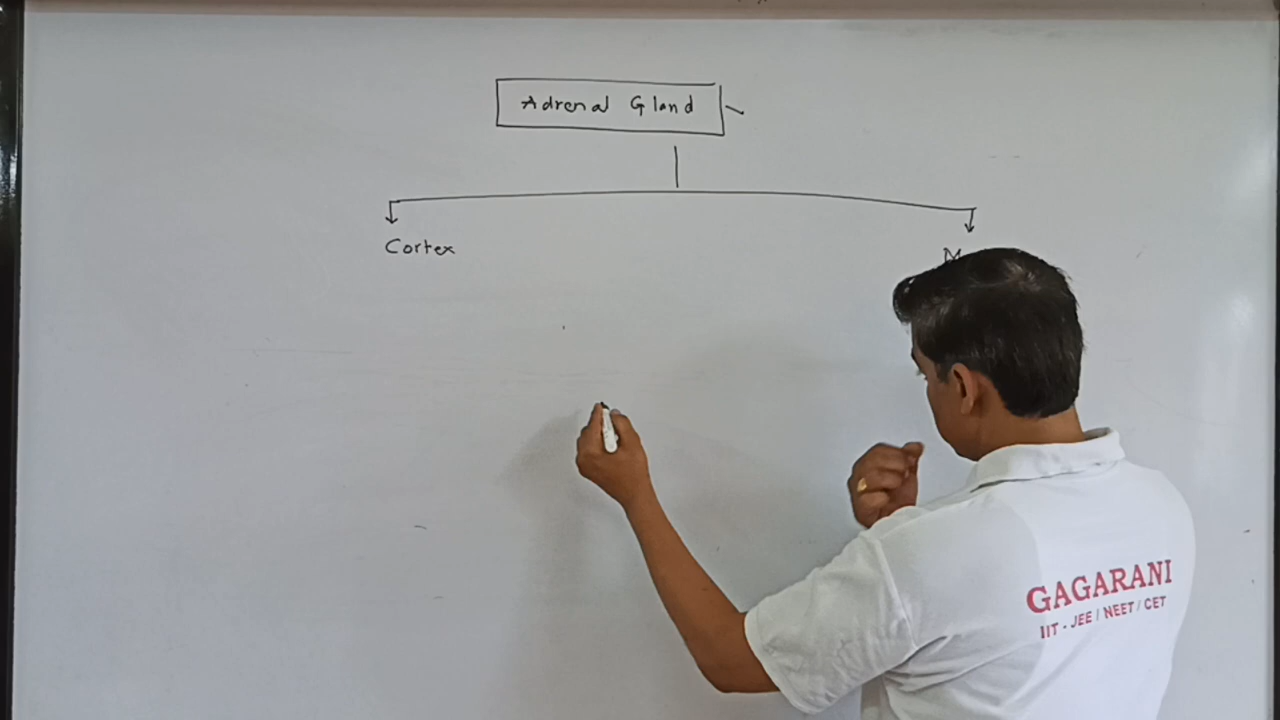 Adrenal Gland
Cortex
GAGARANI
IIT - JEE / NEET / CET